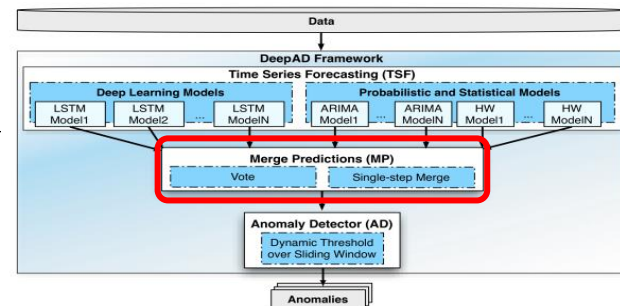 Data
DeepAD Framework
Time Series Forecasting (TSF)
Deep Learning Models
Probabilistic and Statistical Models
LSTM Model1
LSTM Model2
...
LSTM ModelN
ARIMA Model1
...
ARIMA ModelN
HW Model1
...
HW ModelN
Merge Predictions (MP)
Vote
Single-step Merge
Anomaly Detector (AD)
Dynamic Threshold
over Sliding Window
Anomalies